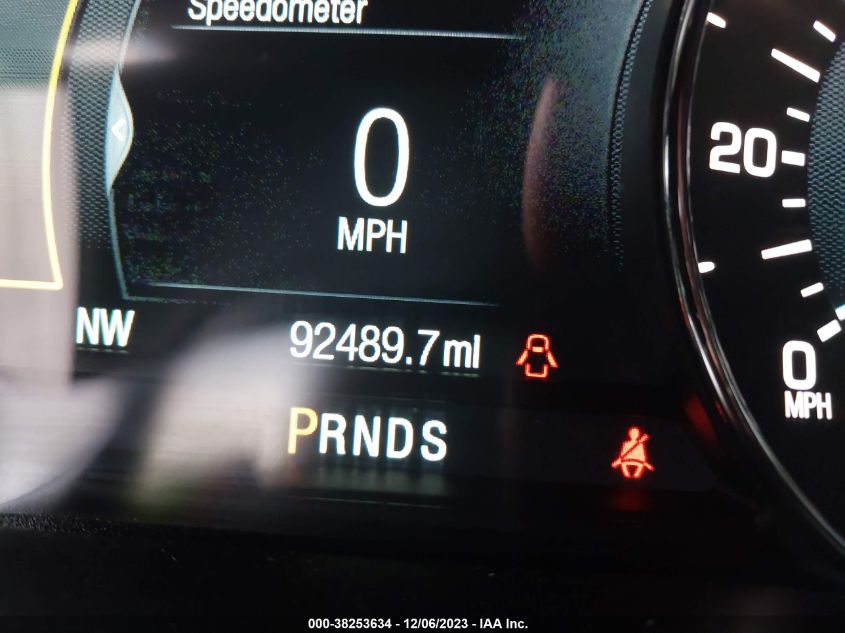 Speedometer
0
MPH
20
NW 92489.7mI
PRNDS
0
MPH
000-38253634 - 12/06/2023 - IAA Inc.